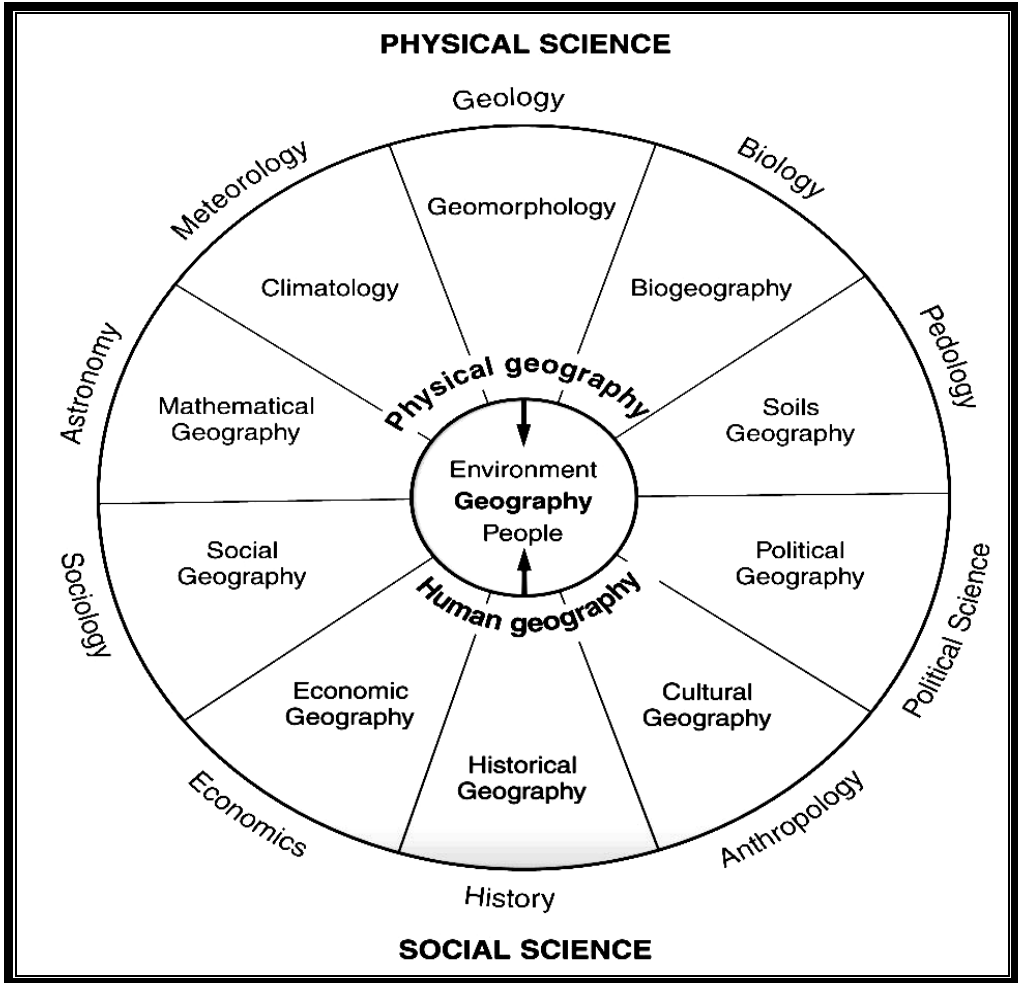 PHYSICAL SCIENCE
Geology
Meteorology
Biology
Geomorphology
Climatology
Biogeography
Astronomy
Pedology
Physical geography
Mathematical
Geography
Soils
Geography
Environment
Geography
People
Social
Geography
Political
Geography
Sociology
Political Science
Human geography
Economic
Geography
Cultural
Geography
Historical
Geography
Economics
Anthropology
History
SOCIAL SCIENCE